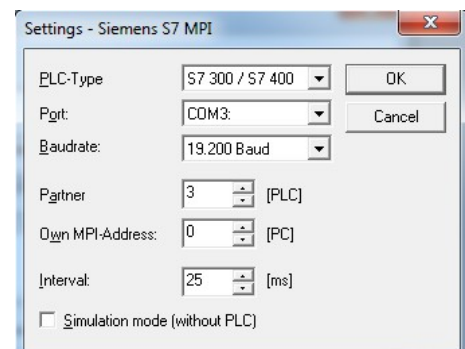 Settings - Siemens S7 MPI
PLC-Type S7 300 / S7 400 OK
Port: COM3: Cancel
Baudrate: 19.200 Baud
Partner 3 [PLC]
Own MPI-Address: 0 [PC]
Interval: 25 [ms]
Simulation mode (without PLC)